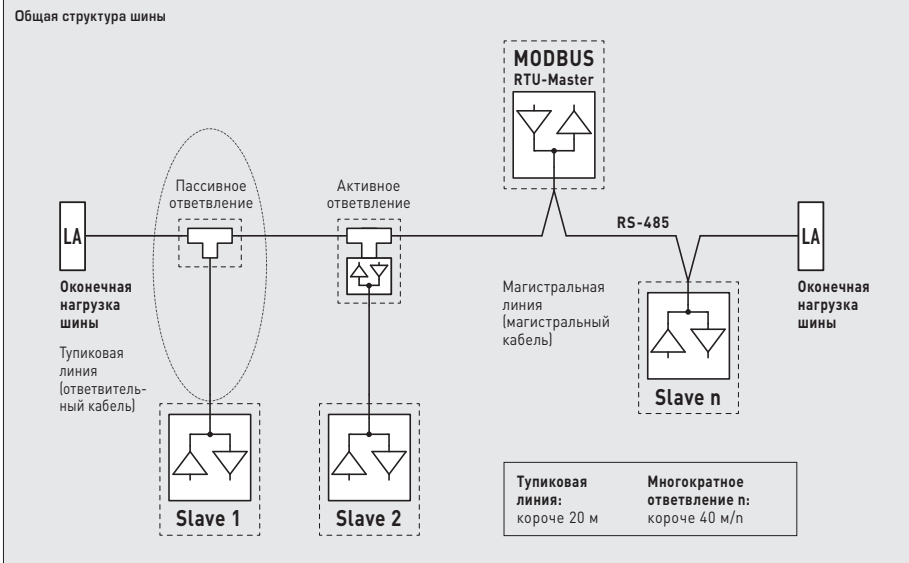 Общая структура шины
MODBUS
RTU-Master
Пассивное
ответвление
Активное
ответвление
LA
RS-485
LA
Оконечная
нагрузка
шины
Магистральная
линия
(магистральный
кабель)
Оконечная
нагрузка
шины
Тупиковая
линия
(ответвитель-
ный кабель)
Slave n
Slave 1
Slave 2
Тупиковая
линия:
короче 20 м
Многократное
ответвление n:
короче 40 м/n